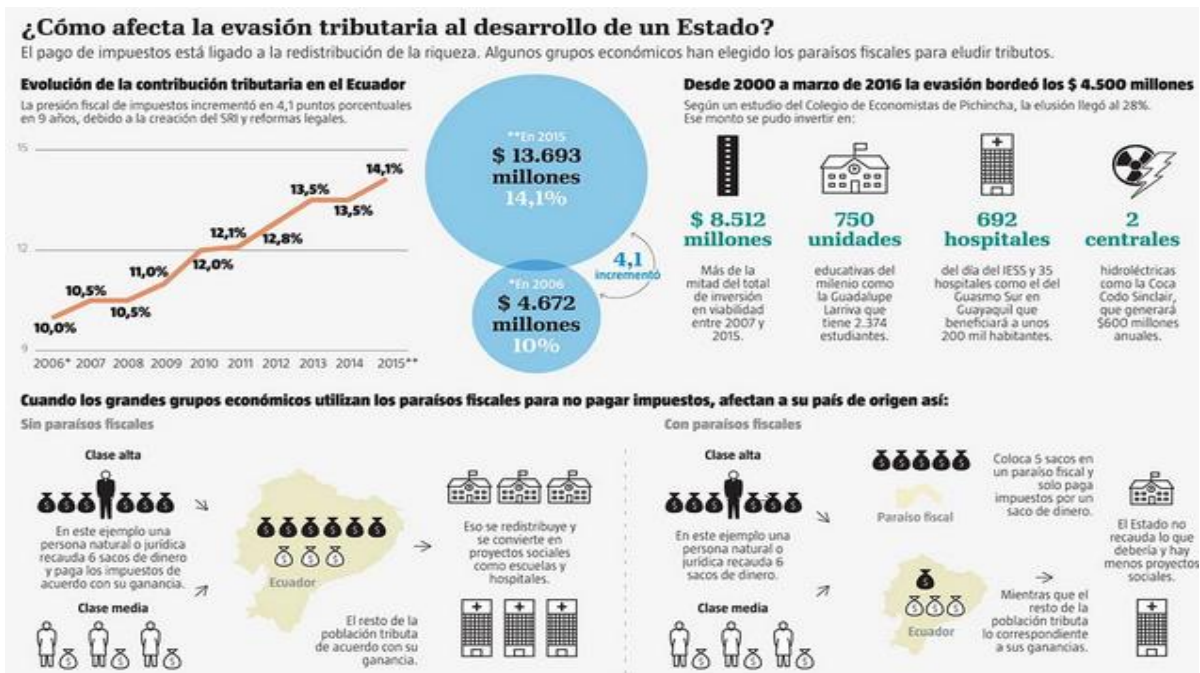 ¿Cómo afecta la evasión tributaria al desarrollo de un Estado?
El pago de impuestos está ligado a la redistribución de la riqueza. Algunos grupos económicos han elegido los paraísos fiscales para eludir tributos.
Evolución de la contribución tributaria en el Ecuador
La presión fiscal de impuestos incrementó en 4,1 puntos porcentuales
en 9 años, debido a la creación del SRI y reformas legales.
15
12
9
10,0%
10,5%
10,5%
11,0%
12,0%
12,1%
12,8%
13,5%
13,5%
14,1%
2006* 2007 2008 2009 2010 2011 2012 2013 2014 2015**
**En 2015
$ 13.693
millones
14,1%
4,1
incrementó
*En 2006
$ 4.672
millones
10%
Desde 2000 a marzo de 2016 la evasión bordeó los $ 4.500 millones
Según un estudio del Colegio de Economistas de Pichincha, la elusión llegó al 28%.
Ese monto se pudo invertir en:
$ 8.512
millones
Más de la
mitad del total
de inversión
en viabilidad
entre 2007 y
2015.
750
unidades
educativas del
milenio como
la Guadalupe
Larriva que
tiene 2.374
estudiantes.
692
hospitales
del día del IESS y 35
hospitales como el del
Guasmo Sur en
Guayaquil que
beneficiará a unos
200 mil habitantes.
2
centrales
hidroléctricas
como la Coca
Codo Sinclair,
que generará
$600 millones
anuales.
Cuando los grandes grupos económicos utilizan los paraísos fiscales para no pagar impuestos, afectan a su país de origen así:
Sin paraísos fiscales
Clase alta
En este ejemplo una
persona natural o jurídica
recauda 6 sacos de dinero
y paga los impuestos de
acuerdo con su ganancia.
Clase media
Ecuador
El resto de la
población tributa
de acuerdo con su
ganancia.
Eso se redistribuye y
se convierte en
proyectos sociales
como escuelas y
hospitales.
Con paraísos fiscales
Clase alta
En este ejemplo una
persona natural o
jurídica recauda 6
sacos de dinero.
Clase media
Paraíso fiscal
Coloca 5 sacos en
un paraíso fiscal y
solo paga
impuestos por un
saco de dinero.
Ecuador
Mientras que el
resto de la
población tributa
lo correspondiente
a sus ganancias.
El Estado no
recauda lo que
debería y hay
menos proyectos
sociales.